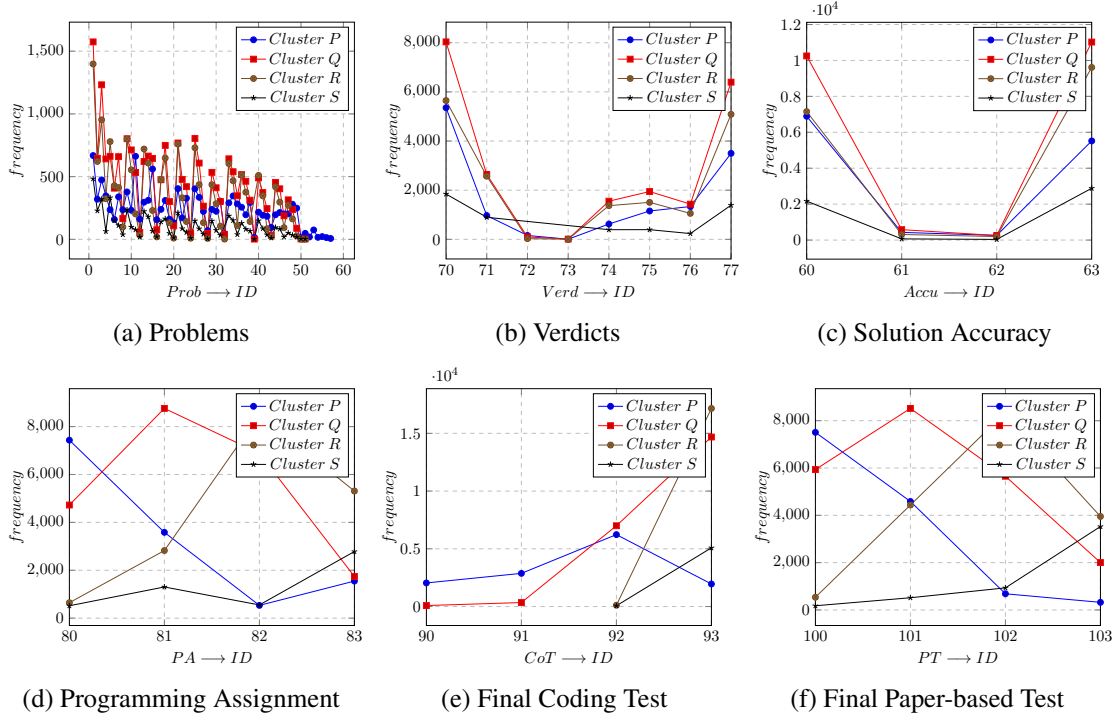 1,500
1,000
500
0
0 10 20 30 40 50 60
frequency
Prob ⟶ ID
Cluster P
Cluster Q
Cluster R
Cluster S
(a) Problems
8,000
6,000
4,000
2,000
0
70 71 72 73 74 75 76 77
frequency
Verd ⟶ ID
Cluster P
Cluster Q
Cluster R
Cluster S
(b) Verdicts
·10⁴
1.2
1
0.8
0.6
0.4
0.2
0
60 61 62 63
frequency
Accu ⟶ ID
Cluster P
Cluster Q
Cluster R
Cluster S
(c) Solution Accuracy
8,000
6,000
4,000
2,000
0
80 81 82 83
frequency
PA ⟶ ID
Cluster P
Cluster Q
Cluster R
Cluster S
(d) Programming Assignment
·10⁴
1.5
1
0.5
0
90 91 92 93
frequency
CoT ⟶ ID
Cluster P
Cluster Q
Cluster R
Cluster S
(e) Final Coding Test
8,000
6,000
4,000
2,000
0
100 101 102 103
frequency
PT ⟶ ID
Cluster P
Cluster Q
Cluster R
Cluster S
(f) Final Paper-based Test